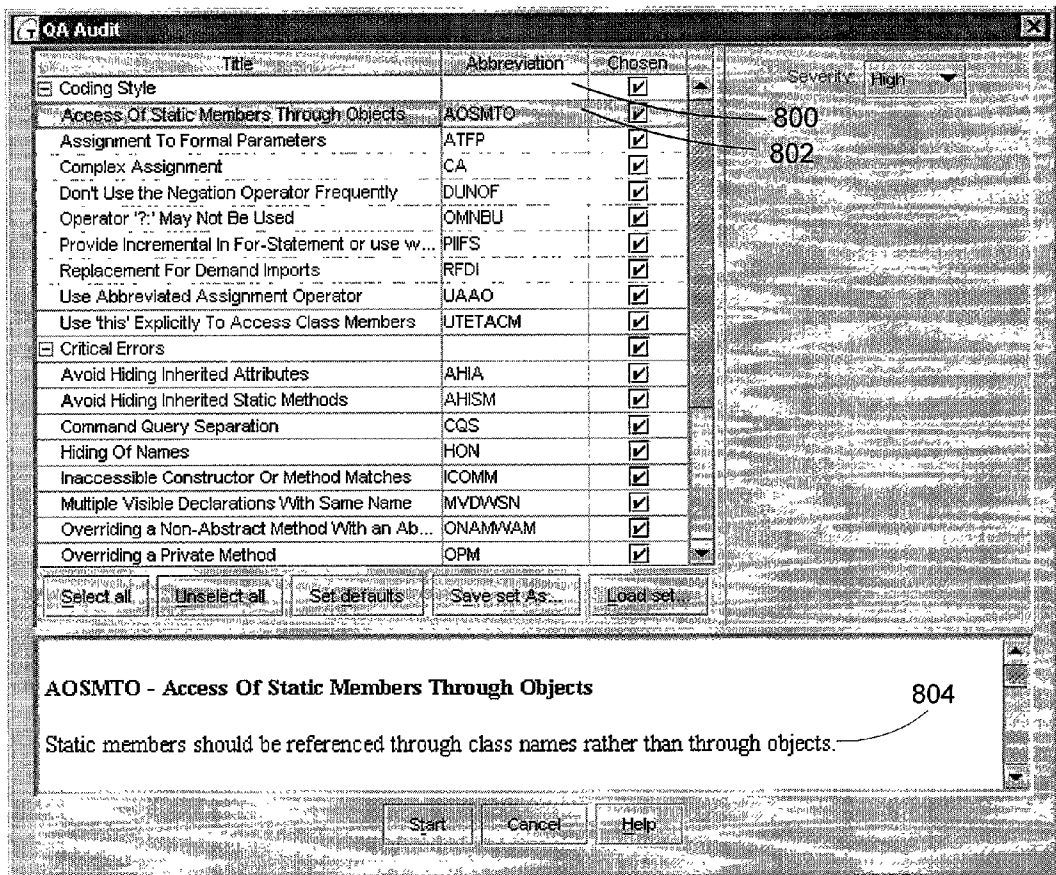 QA Audit
Title Abbreviation Chosen
Severity: High
Coding Style
800
Access Of Static Members Through Objects AOSMTO
802
Assignment To Formal Parameters ATFP
Complex Assignment CA
Don't Use the Negation Operator Frequently DUNOF
Operator '?:' May Not Be Used OMNBU
Provide Incremental In For-Statement or use w... PIIFS
Replacement For Demand Imports RFDI
Use Abbreviated Assignment Operator UAAO
Use 'this' Explicitly To Access Class Members UTETACM
Critical Errors
Avoid Hiding Inherited Attributes AHIA
Avoid Hiding Inherited Static Methods AHISM
Command Query Separation CQS
Hiding Of Names HON
Inaccessible Constructor Or Method Matches ICOMM
Multiple Visible Declarations With Same Name MVDWSN
Overriding a Non-Abstract Method With an Ab... ONAMWAM
Overriding a Private Method OPM
Select all Unselect all Set defaults Save set As... Load set...
AOSMTO - Access Of Static Members Through Objects
804
Static members should be referenced through class names rather than through objects.
Start Cancel Help